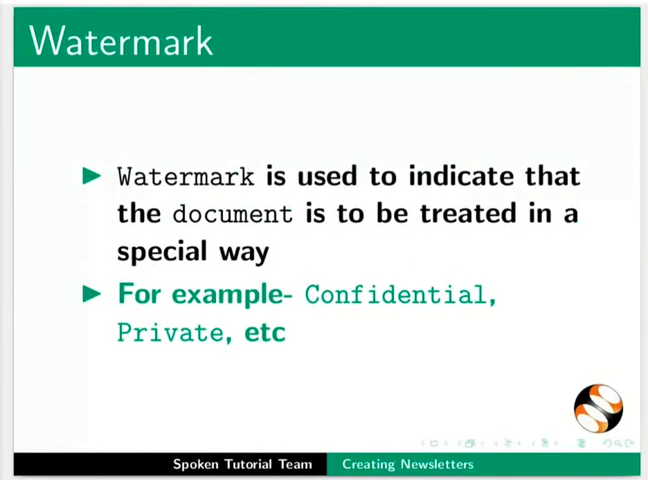 Watermark
Watermark is used to indicate that
the document is to be treated in a
special way
For example- Confidential,
Private, etc
Spoken Tutorial Team
Creating Newsletters